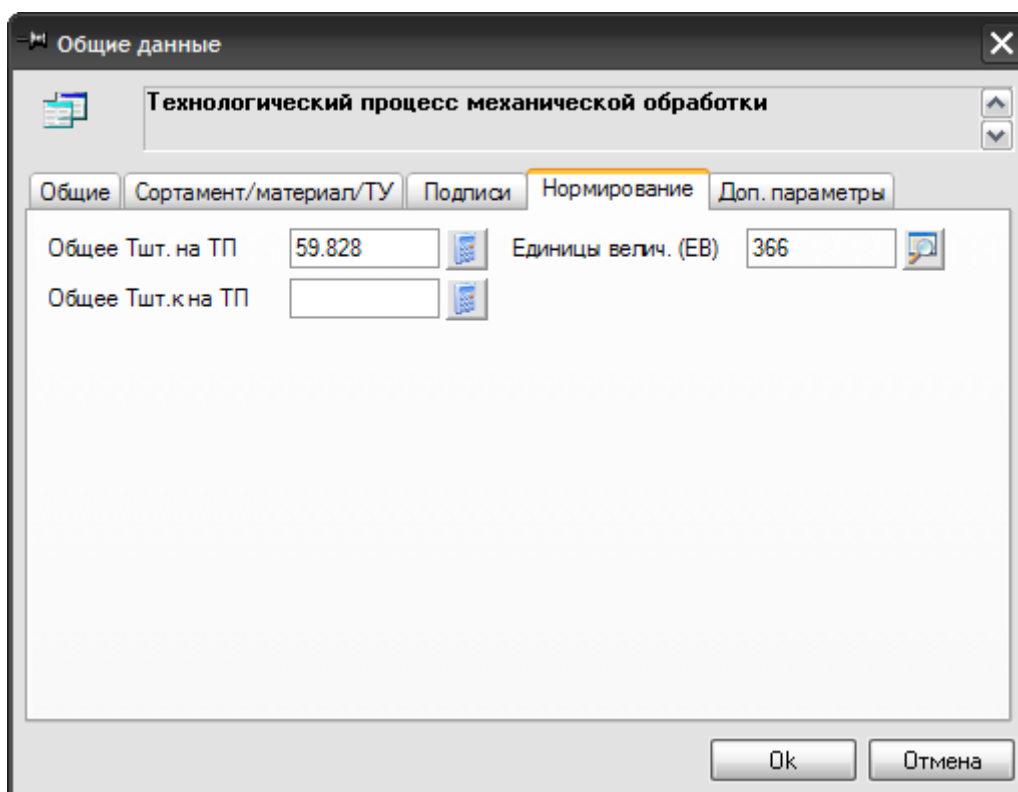 Общие данные
Технологический процесс механической обработки
Общие Сортамент/материал/ТУ Подписи Нормирование Доп. параметры
Общее Тшт. на ТП 59.828 Единицы велич. (ЕВ) 366
Общее Тшт.к на ТП
Ok Отмена